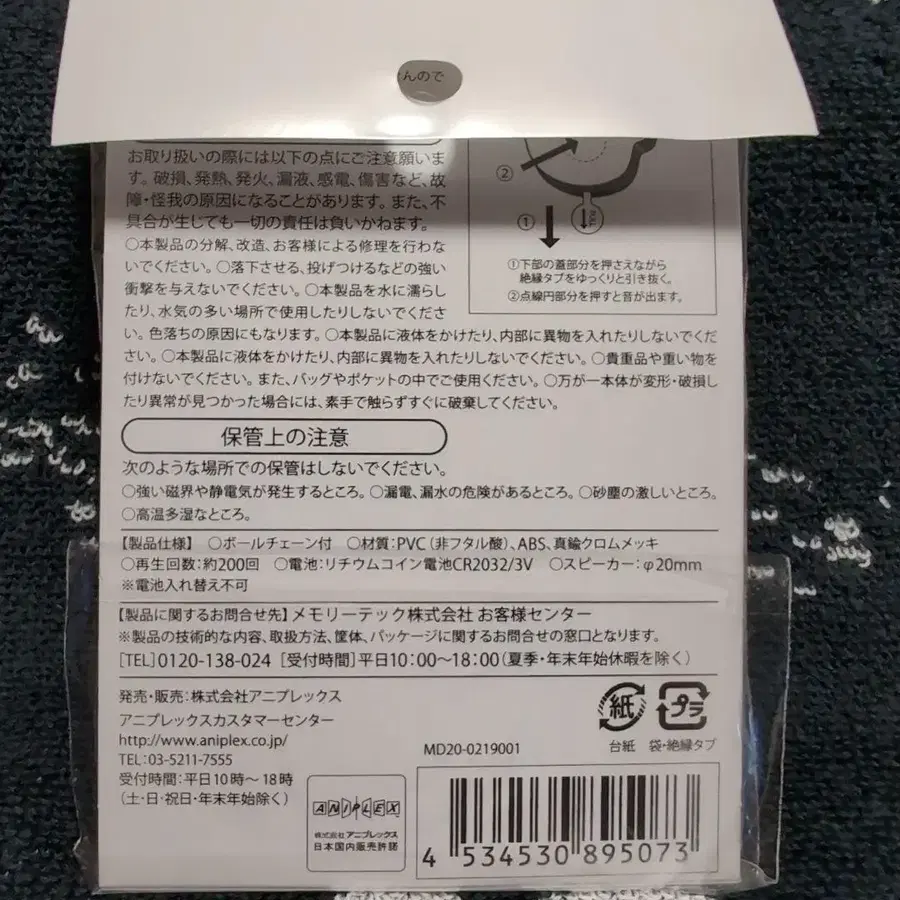 んので
お取り扱いの際には以下の点にご注意願いま
す。破損、発熱、発火、漏液、感電、傷害など、故
障・怪我の原因になることがあります。また、不
具合が生じても一切の責任は負いかねます。
○本製品の分解、改造、お客様による修理を行わな
いでください。○落下させる、投げつけるなどの強い
衝撃を与えないでください。○本製品を水に濡らし
たり、水気の多い場所で使用したりしないでくださ
い。色落ちの原因にもなります。○本製品に液体をかけたり、内部に異物を入れたりしないでくだ
さい。○本製品に液体をかけたり、内部に異物を入れたりしないでください。○貴重品や重い物を
付けないでください。また、バッグやポケットの中でご使用ください。○万が一本体が変形・破損し
たり異常が見つかった場合には、素手で触らずすぐに破棄してください。
②
①
①下部の蓋部分を押さえながら
絶縁タブをゆっくりと引き抜く。
②点線円部分を押すと音が出ます。
保管上の注意
次のような場所での保管はしないでください。
○強い磁界や静電気が発生するところ。○漏電、漏水の危険があるところ。○砂塵の激しいところ。
○高温多湿なところ。
【製品仕様】 ○ボールチェーン付 ○材質:PVC(非フタル酸)、ABS、真鍮クロムメッキ
○再生回数:約200回 ○電池:リチウムコイン電池CR2032/3V ○スピーカー:φ20mm
※電池入れ替え不可
【製品に関するお問合せ先】メモリーテック株式会社 お客様センター
※製品の技術的な内容、取扱方法、筐体、パッケージに関するお問合せの窓口となります。
[TEL]0120-138-024 [受付時間]平日10:00~18:00(夏季・年末年始休暇を除く)
発売・販売:株式会社アニプレックス
アニプレックスカスタマーセンター
http://www.aniplex.co.jp/
TEL:03-5211-7555
受付時間:平日10時~18時
(土・日・祝日・年末年始除く)
ANIPLEX
株式会社アニプレックス
日本国内販売許諾
紙
プラ
台紙 袋・絶縁タブ
MD20-0219001
4 534530 895073